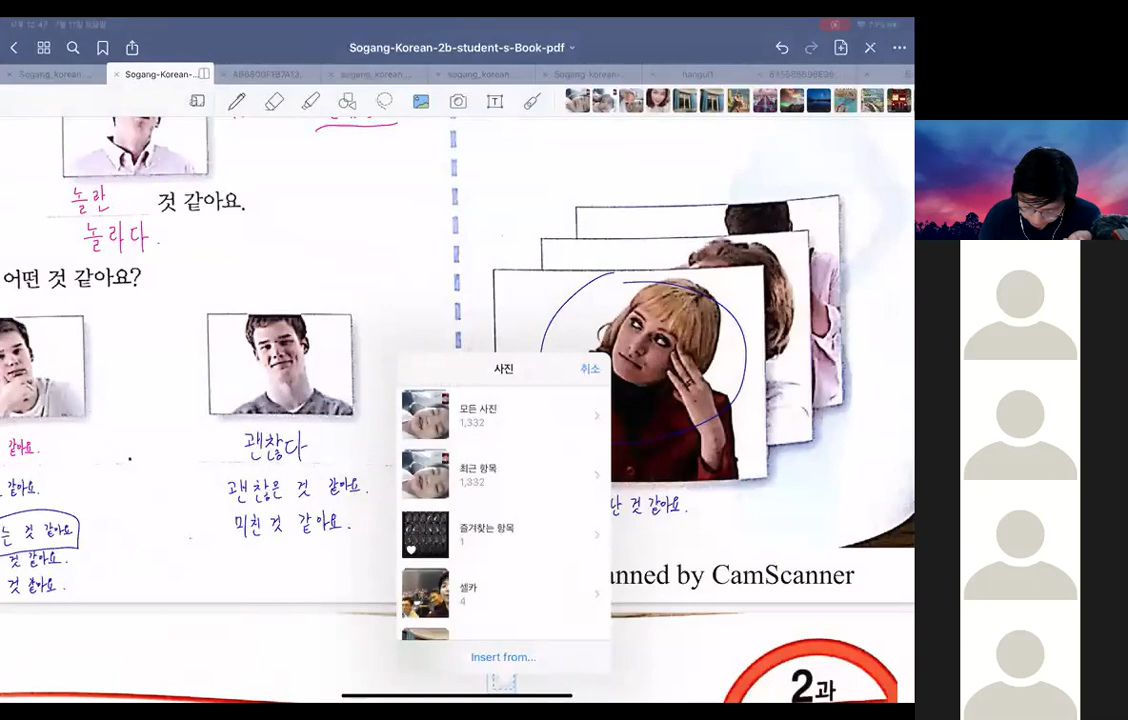 Sogang-Korean-2b-student-s-Book-pdf
Sogang_korean...
Sogang-Korean-...
AB6800FTB7A13...
sogang_korean...
sogang_korean...
Sogang-korean-
hangul1
놀란 것 같아요.
놀라다.
어떤 것 같아요?
같아요.
같아요.
는 것 같아요
것 같아요.
것 같아요.
괜찮다
괜찮은 것 같아요.
미친 것 같아요.
사진
취소
모든 사진
1,332
최근 항목
1,332
즐겨찾는 항목
1
셀카
4
Insert from...
난 것 같아요.
anned by CamScanner
2과